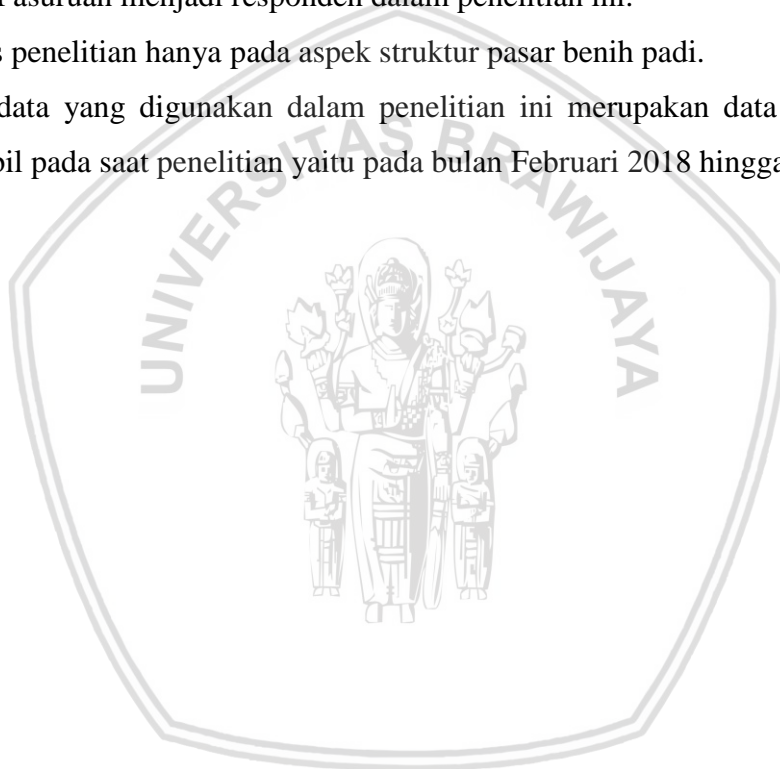 asuruan menjadi responden dalam penelitian ini.
s penelitian hanya pada aspek struktur pasar benih padi.
data yang digunakan dalam penelitian ini merupakan data
bil pada saat penelitian yaitu pada bulan Februari 2018 hingga
UNIVERSITAS BRAWIJAYA